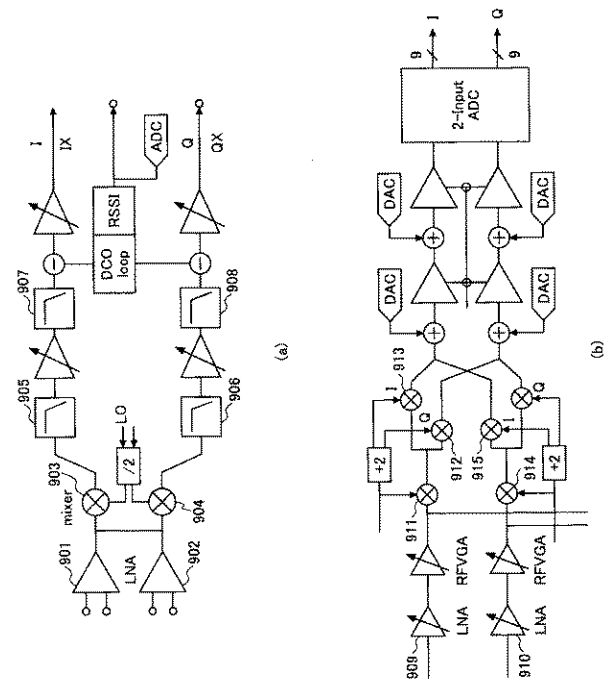 901
902
LNA
mixer
903
904
LO
/2
905
906
907
908
DCO
loop
RSSI
ADC
I
IX
Q
QX
(a)
909
910
LNA
LNA
RFVGA
RFVGA
911
912
913
914
915
+2
+2
I
Q
I
Q
DAC
DAC
DAC
DAC
2-Input
ADC
9
9
I
Q
(b)